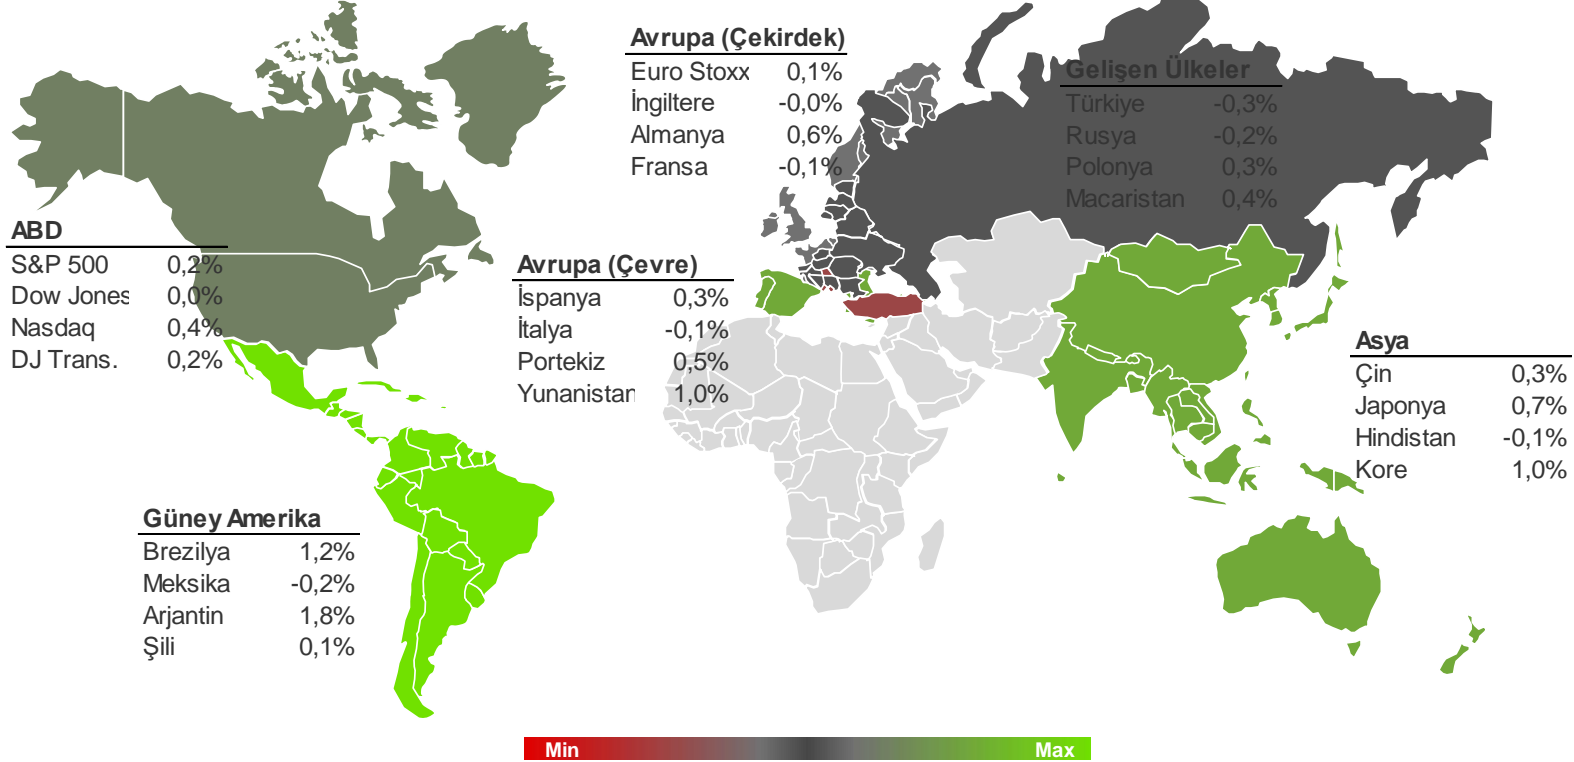 Avrupa (Çekirdek)
Euro Stoxx 0,1%
İngiltere -0,0%
Almanya 0,6%
Fransa -0,1%
Gelişen Ülkeler
Türkiye -0,3%
Rusya -0,2%
Polonya 0,3%
Macaristan 0,4%
ABD
S&P 500 0,2%
Dow Jones 0,0%
Nasdaq 0,4%
DJ Trans. 0,2%
Avrupa (Çevre)
İspanya 0,3%
İtalya -0,1%
Portekiz 0,5%
Yunanistan 1,0%
Asya
Çin 0,3%
Japonya 0,7%
Hindistan -0,1%
Kore 1,0%
Güney Amerika
Brezilya 1,2%
Meksika -0,2%
Arjantin 1,8%
Şili 0,1%
Min Max